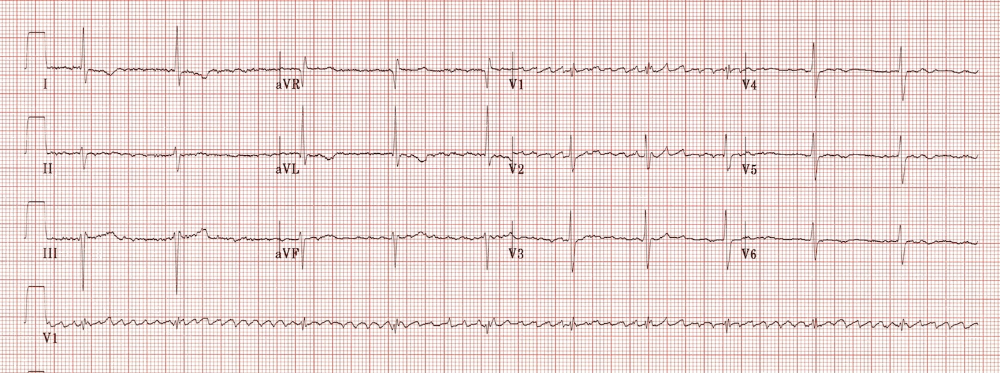 I aVR V1 V4
II aVL V2 V5
III aVF V3 V6
V1